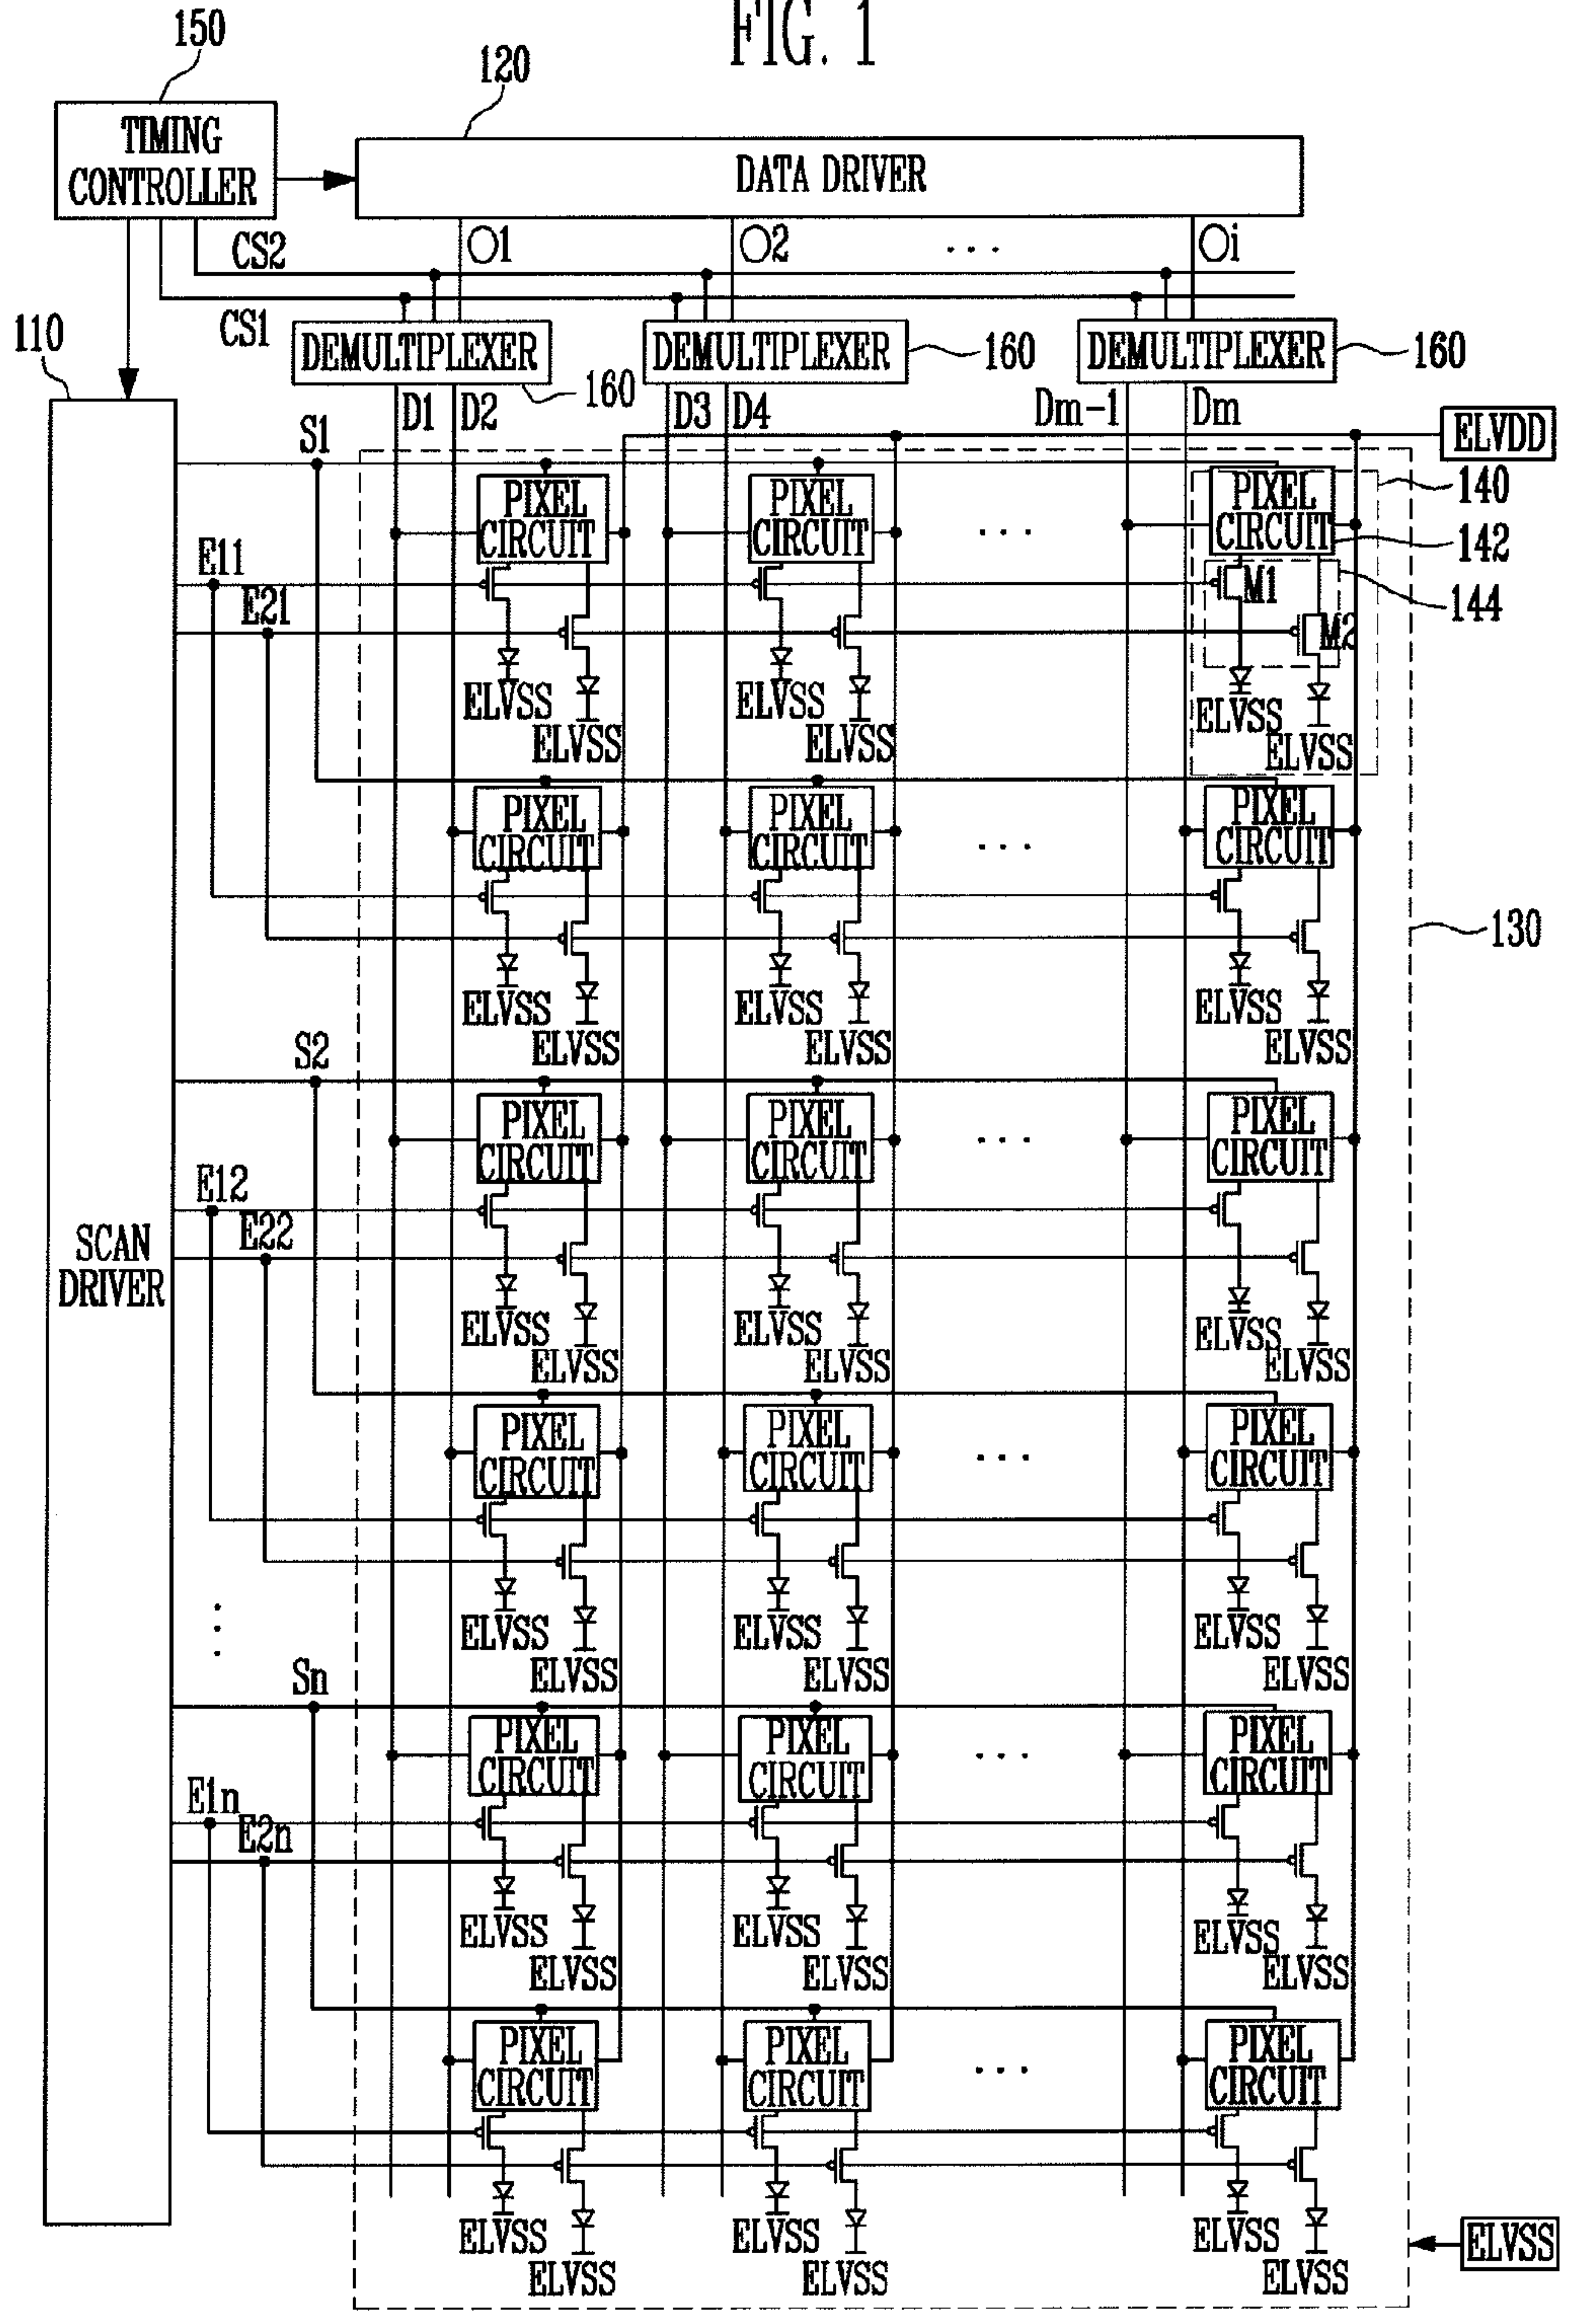 FIG. 1
150
120
TIMING
CONTROLLER
DATA DRIVER
CS2
O1
O2
. . .
Oi
CS1
110
DEMULTIPLEXER
DEMULTIPLEXER
160
DEMULTIPLEXER
160
160
D1
D2
D3
D4
Dm-1
Dm
ELVDD
S1
PIXEL
CIRCUIT
PIXEL
CIRCUIT
. . .
PIXEL
CIRCUIT
140
142
E11
M1
144
E21
M2
ELVSS
ELVSS
ELVSS
ELVSS
ELVSS
ELVSS
PIXEL
CIRCUIT
PIXEL
CIRCUIT
. . .
PIXEL
CIRCUIT
130
ELVSS
ELVSS
ELVSS
ELVSS
ELVSS
ELVSS
S2
PIXEL
CIRCUIT
PIXEL
CIRCUIT
. . .
PIXEL
CIRCUIT
E12
E22
SCAN
DRIVER
ELVSS
ELVSS
ELVSS
ELVSS
ELVSS
ELVSS
PIXEL
CIRCUIT
PIXEL
CIRCUIT
. . .
PIXEL
CIRCUIT
ELVSS
ELVSS
ELVSS
ELVSS
ELVSS
ELVSS
Sn
PIXEL
CIRCUIT
PIXEL
CIRCUIT
. . .
PIXEL
CIRCUIT
E1n
E2n
ELVSS
ELVSS
ELVSS
ELVSS
ELVSS
ELVSS
PIXEL
CIRCUIT
PIXEL
CIRCUIT
. . .
PIXEL
CIRCUIT
ELVSS
ELVSS
ELVSS
ELVSS
ELVSS
ELVSS
ELVSS